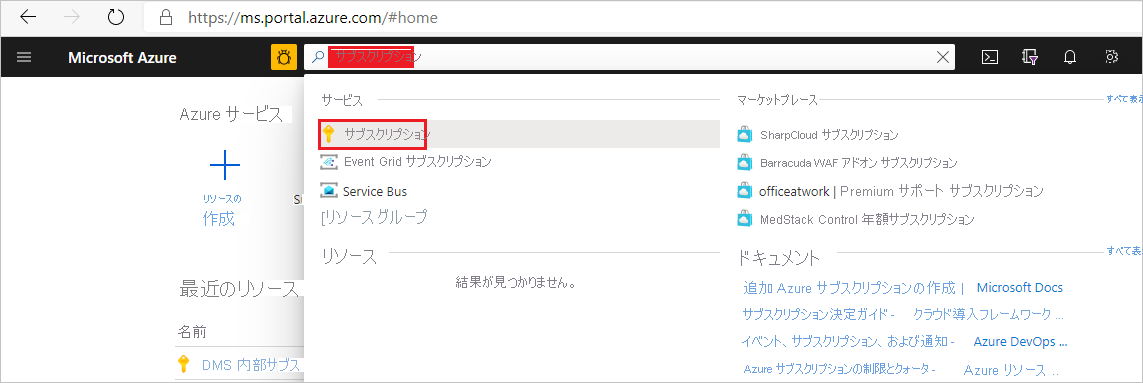 https://ms.portal.azure.com/#home
Microsoft Azure
サブスクリプション
Azure サービス
リソースの
作成
最近のリソース
名前
DMS 内部サブス
サービス
サブスクリプション
Event Grid サブスクリプション
Service Bus
[リソース グループ
リソース
結果が見つかりません。
マーケットプレース
すべて表示
SharpCloud サブスクリプション
Barracuda WAF アドオン サブスクリプション
officeatwork | Premium サポート サブスクリプション
MedStack Control 年額サブスクリプション
ドキュメント
すべて表
追加 Azure サブスクリプションの作成 | Microsoft Docs
サブスクリプション決定ガイド - クラウド導入フレームワーク ...
イベント、サブスクリプション、および通知 - Azure DevOps ...
Azure サブスクリプションの制限とクォータ - Azure リソース ...